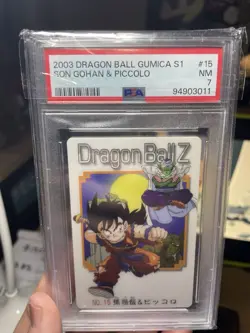 2003 DRAGON BALL GUMICA S1 #15
SON GOHAN & PICCOLO NM
7
PSA 94903011
Dragon Ball Z
NO.15 孫悟飯&ピッコロ